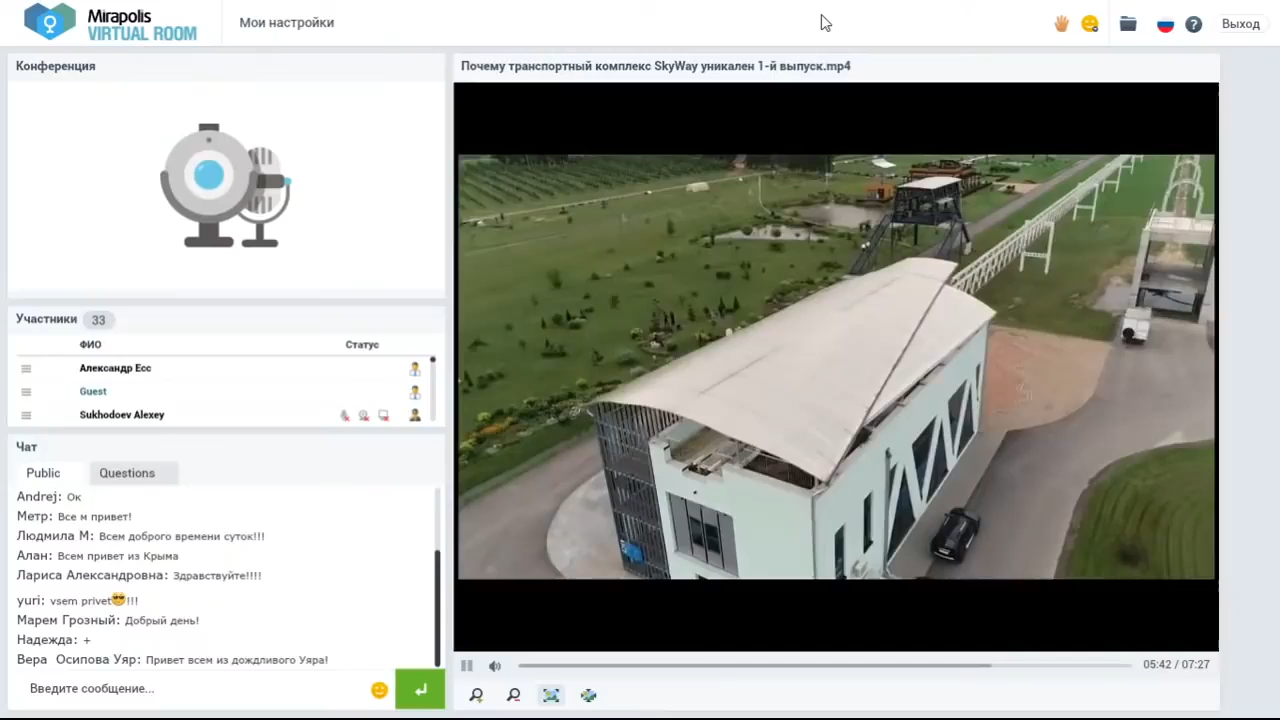 Mirapolis
VIRTUAL ROOM
Мои настройки
Выход
Конференция
Почему транспортный комплекс SkyWay уникален 1-й выпуск.mp4
Участники 33
ФИО Статус
Александр Есс
Guest
Sukhodoev Alexey
Чат
Public Questions
Andrej: Ок
Метр: Все м привет!
Людмила М: Всем доброго времени суток!!!
Алан: Всем привет из Крыма
Лариса Александровна: Здравствуйте!!!!
yuri: vsem privet😎!!!
Марем Грозный: Добрый день!
Надежда: +
Вера Осипова Уяр: Привет всем из дождливого Уяра!
Введите сообщение...
05:42 / 07:27